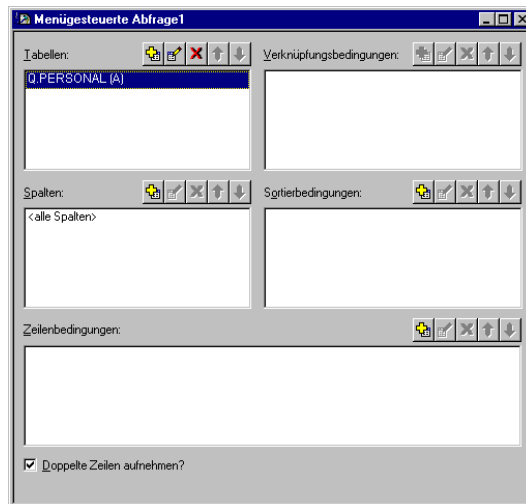 Menügesteuerte Abfrage1
Tabellen:
Verknüpfungsbedingungen:
Q.PERSONAL (A)
Spalten:
Sortierbedingungen:
<alle Spalten>
Zeilenbedingungen:
Doppelte Zeilen aufnehmen?